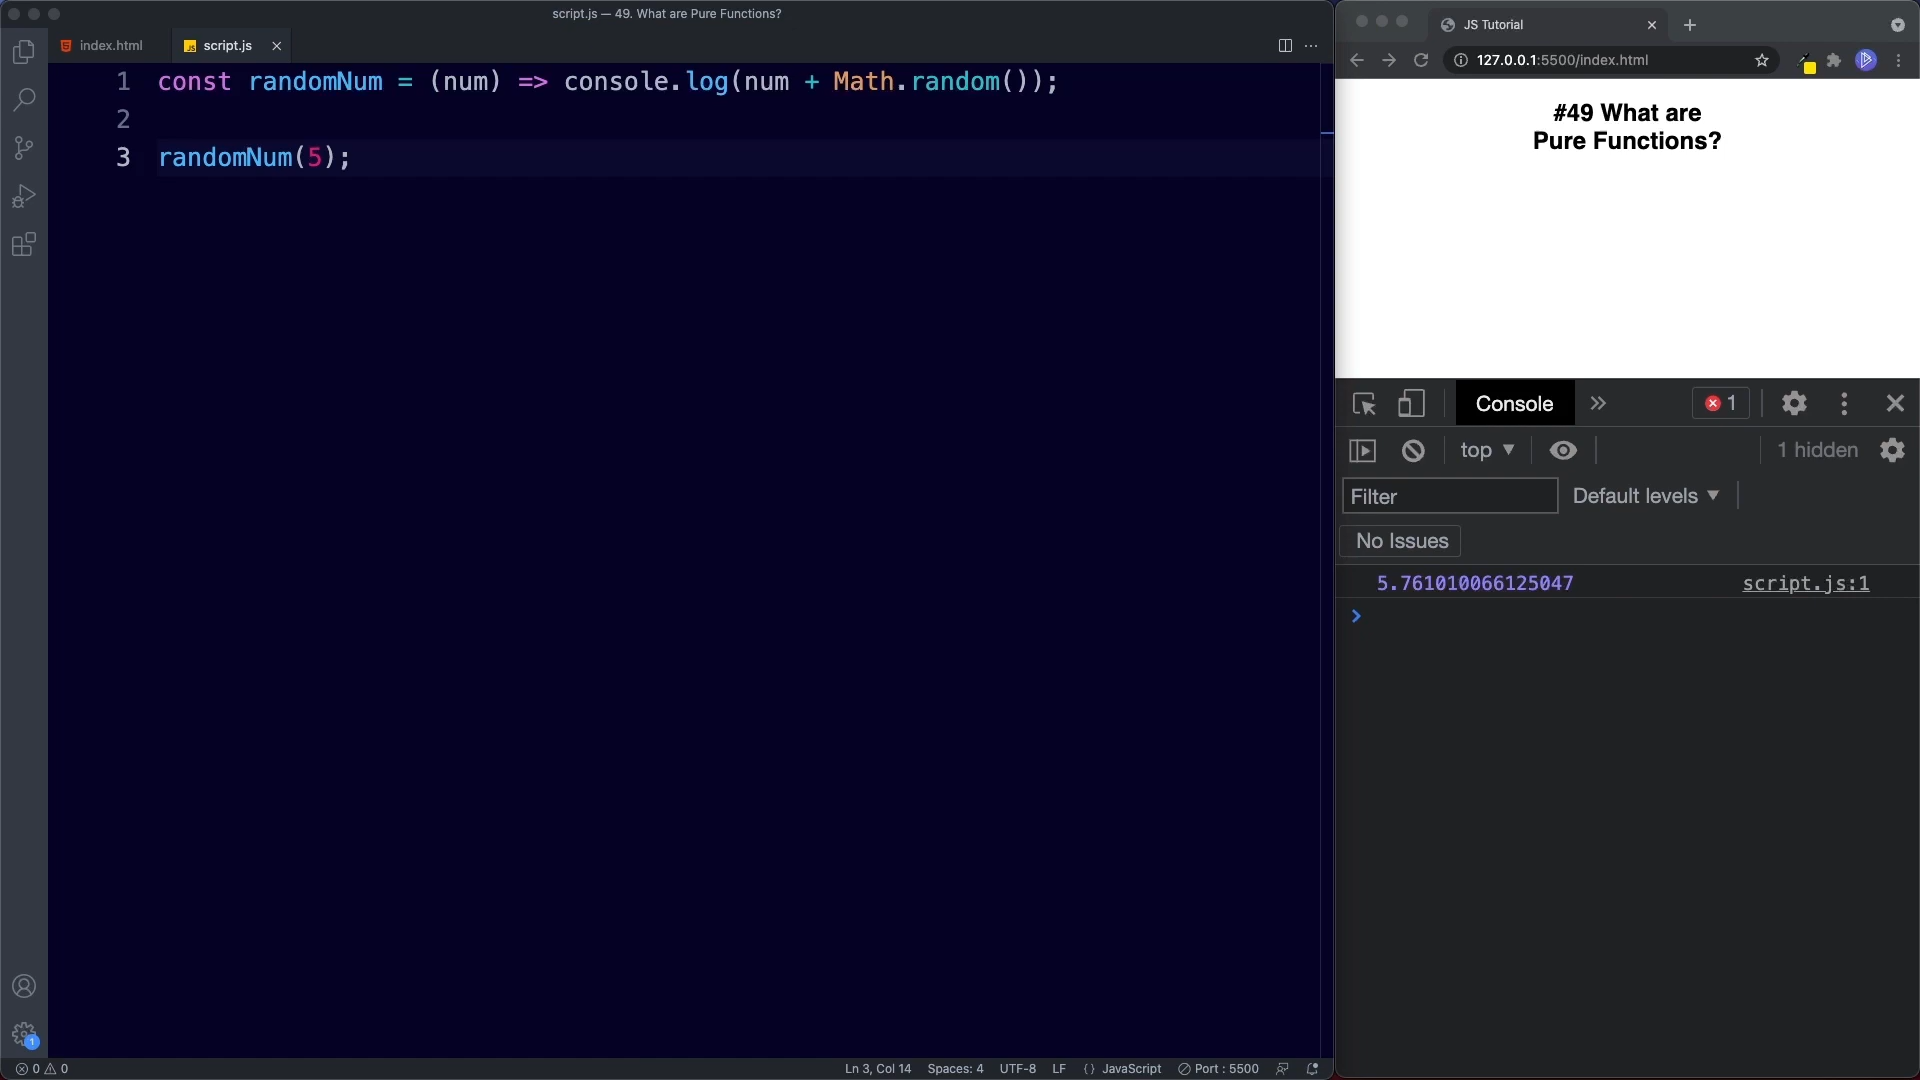 script.js — 49. What are Pure Functions?
index.html
JS script.js
1 const randomNum = (num) => console.log(num + Math.random());
2
3 randomNum(5);
1
0 0
Ln 3, Col 14 Spaces: 4 UTF-8 LF {} JavaScript Port : 5500
JS Tutorial
127.0.0.1:5500/index.html
#49 What are
Pure Functions?
Console 1
top 1 hidden
Filter Default levels
No Issues
5.761010066125047 script.js:1